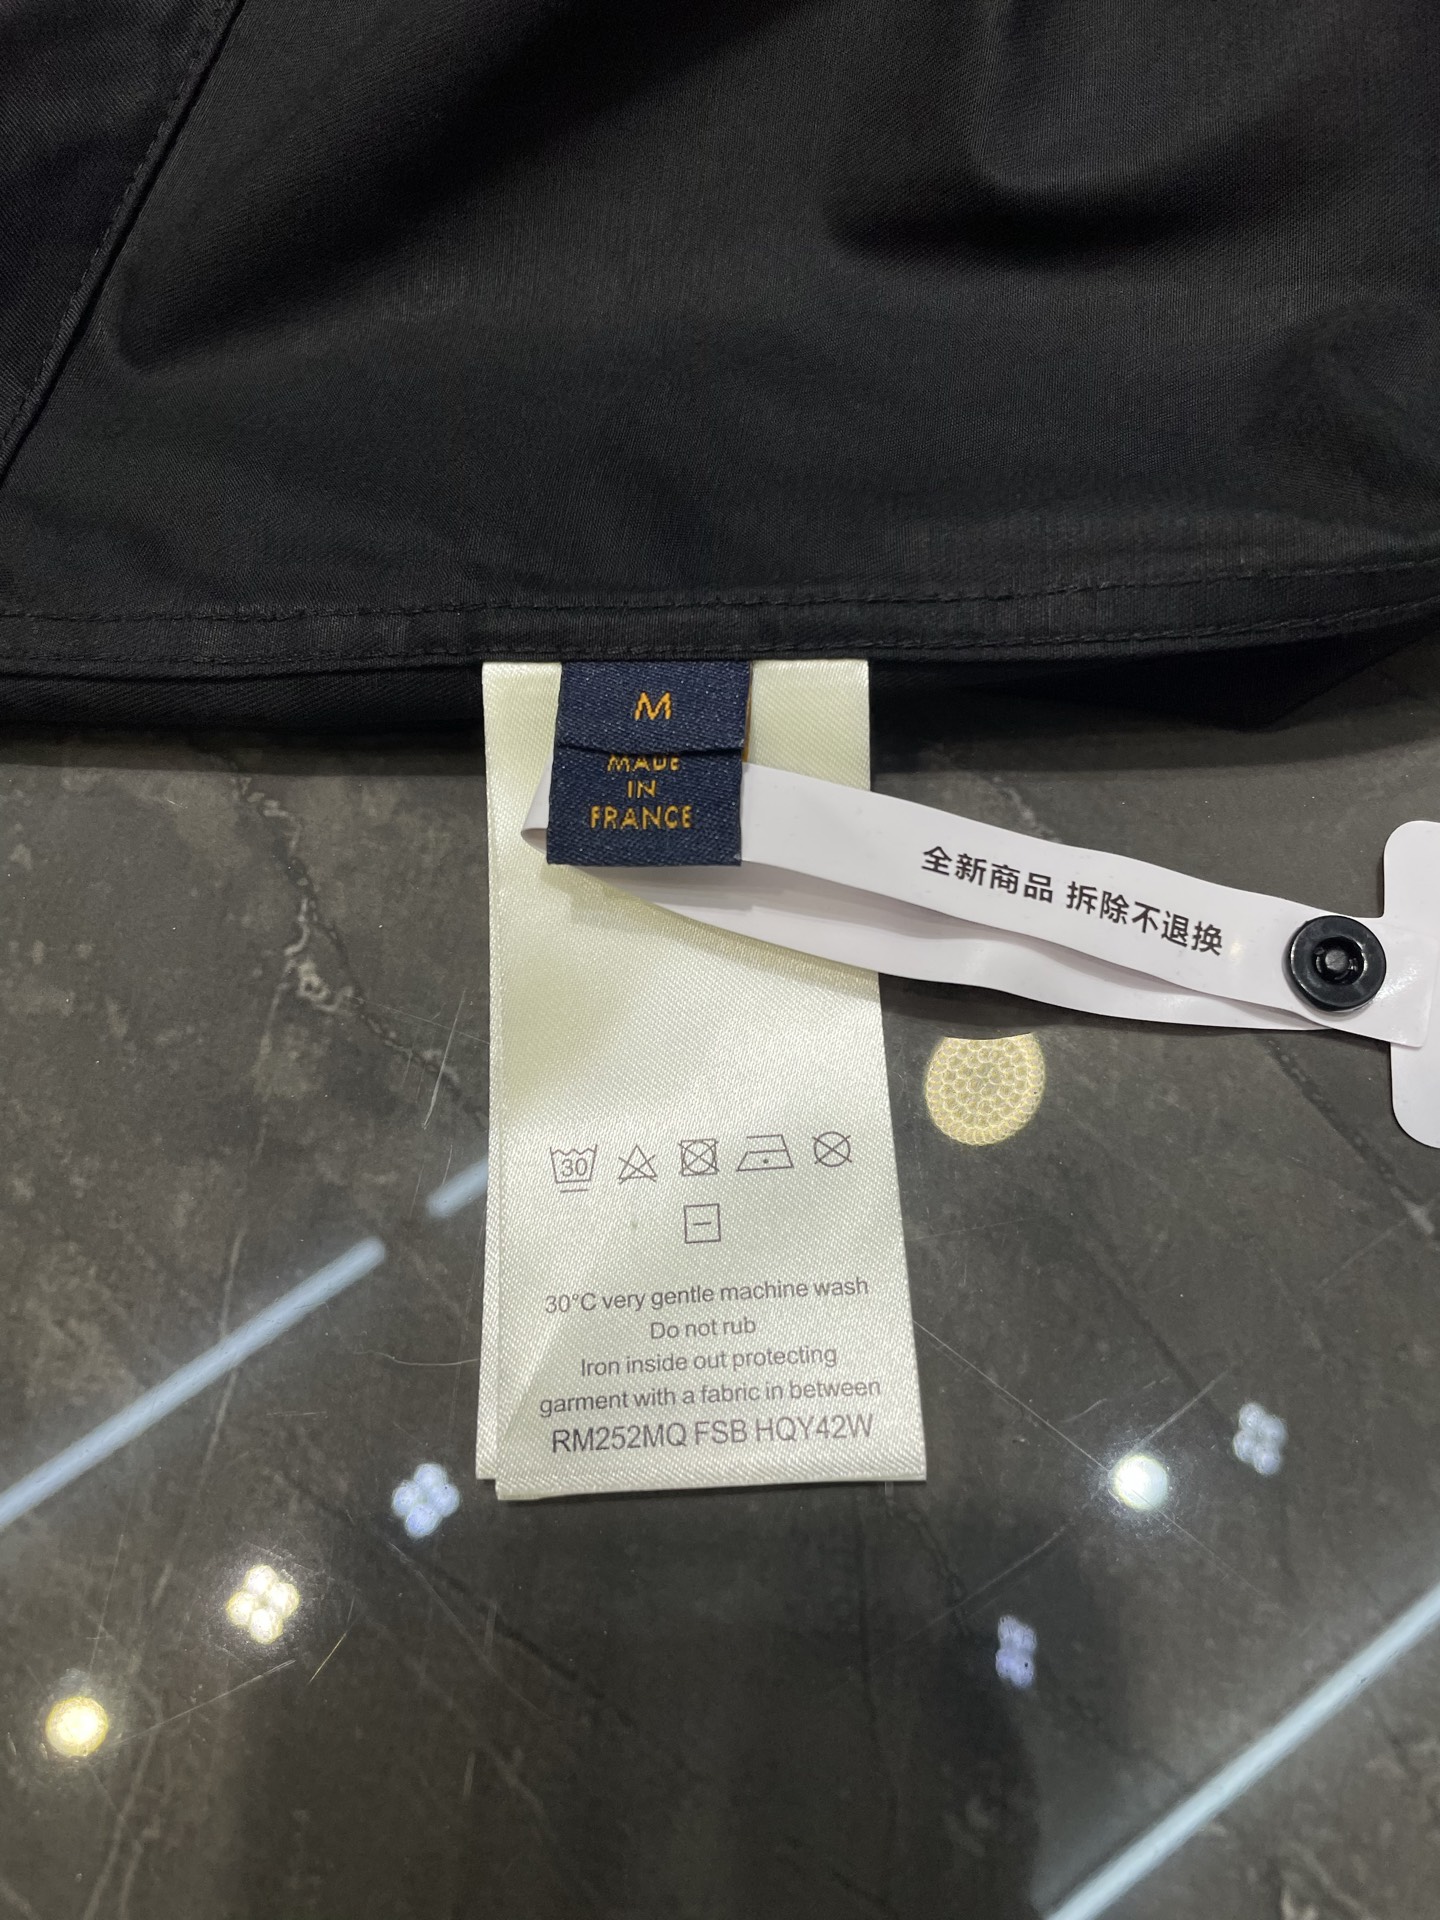 M
MADE
IN
FRANCE
全新商品 拆除不退换
30
30°C very gentle machine wash
Do not rub
Iron inside out protecting
garment with a fabric in between
RM252MQ FSB HQY42W